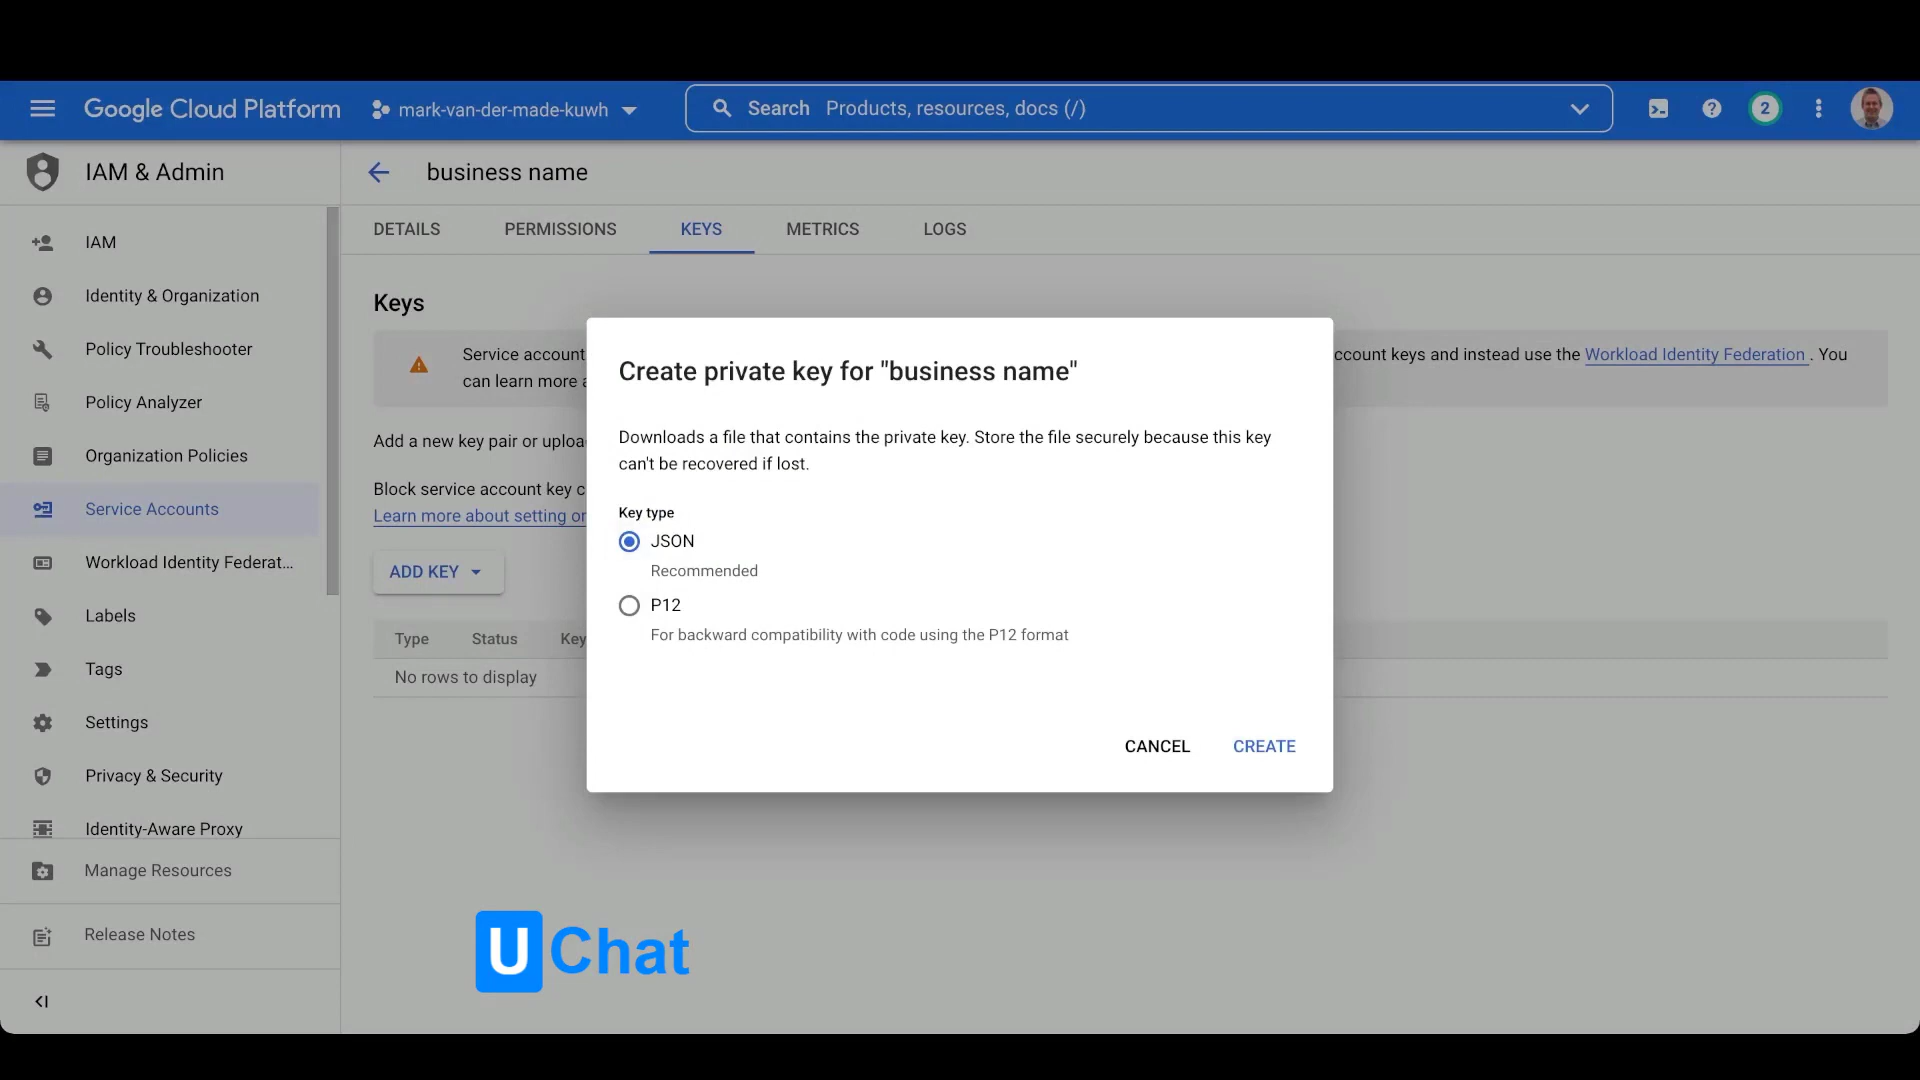 Google Cloud Platform
mark-van-der-made-kuwh
Search Products, resources, docs (/)
2
IAM & Admin
business name
IAM
Identity & Organization
Policy Troubleshooter
Policy Analyzer
Organization Policies
Service Accounts
Workload Identity Federat...
Labels
Tags
Settings
Privacy & Security
Identity-Aware Proxy
Manage Resources
Release Notes
DETAILS
PERMISSIONS
KEYS
METRICS
LOGS
Keys
Service account
ccount keys and instead use the Workload Identity Federation . You
can learn more a
Add a new key pair or uploa
Block service account key c
Learn more about setting or
ADD KEY
Type Status Key
No rows to display
Create private key for "business name"
Downloads a file that contains the private key. Store the file securely because this key
can't be recovered if lost.
Key type
JSON
Recommended
P12
For backward compatibility with code using the P12 format
CANCEL
CREATE
U Chat